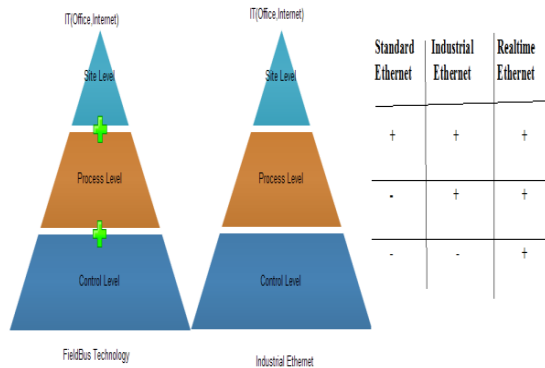 IT(Office,Internet)
Site Level
Process Level
Control Level
FieldBus Technology
IT(Office,Internet)
Site Level
Process Level
Control Level
Industrial Ethernet
Standard Ethernet Industrial Ethernet Realtime Ethernet
+ + +
- + +
- - +